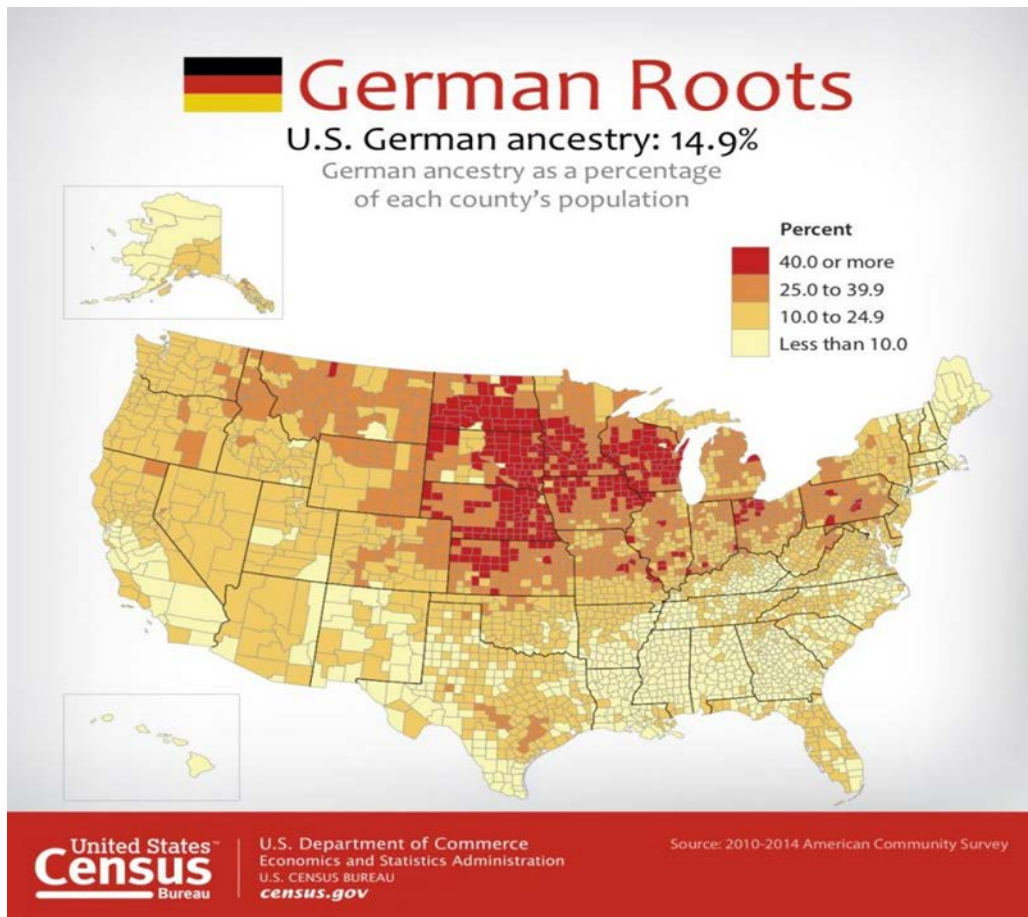 German Roots
U.S. German ancestry: 14.9%
German ancestry as a percentage
of each county's population
Percent
40.0 or more
25.0 to 39.9
10.0 to 24.9
Less than 10.0
United States™
Census
Bureau
U.S. Department of Commerce
Economics and Statistics Administration
U.S. CENSUS BUREAU
census.gov
Source: 2010-2014 American Community Survey